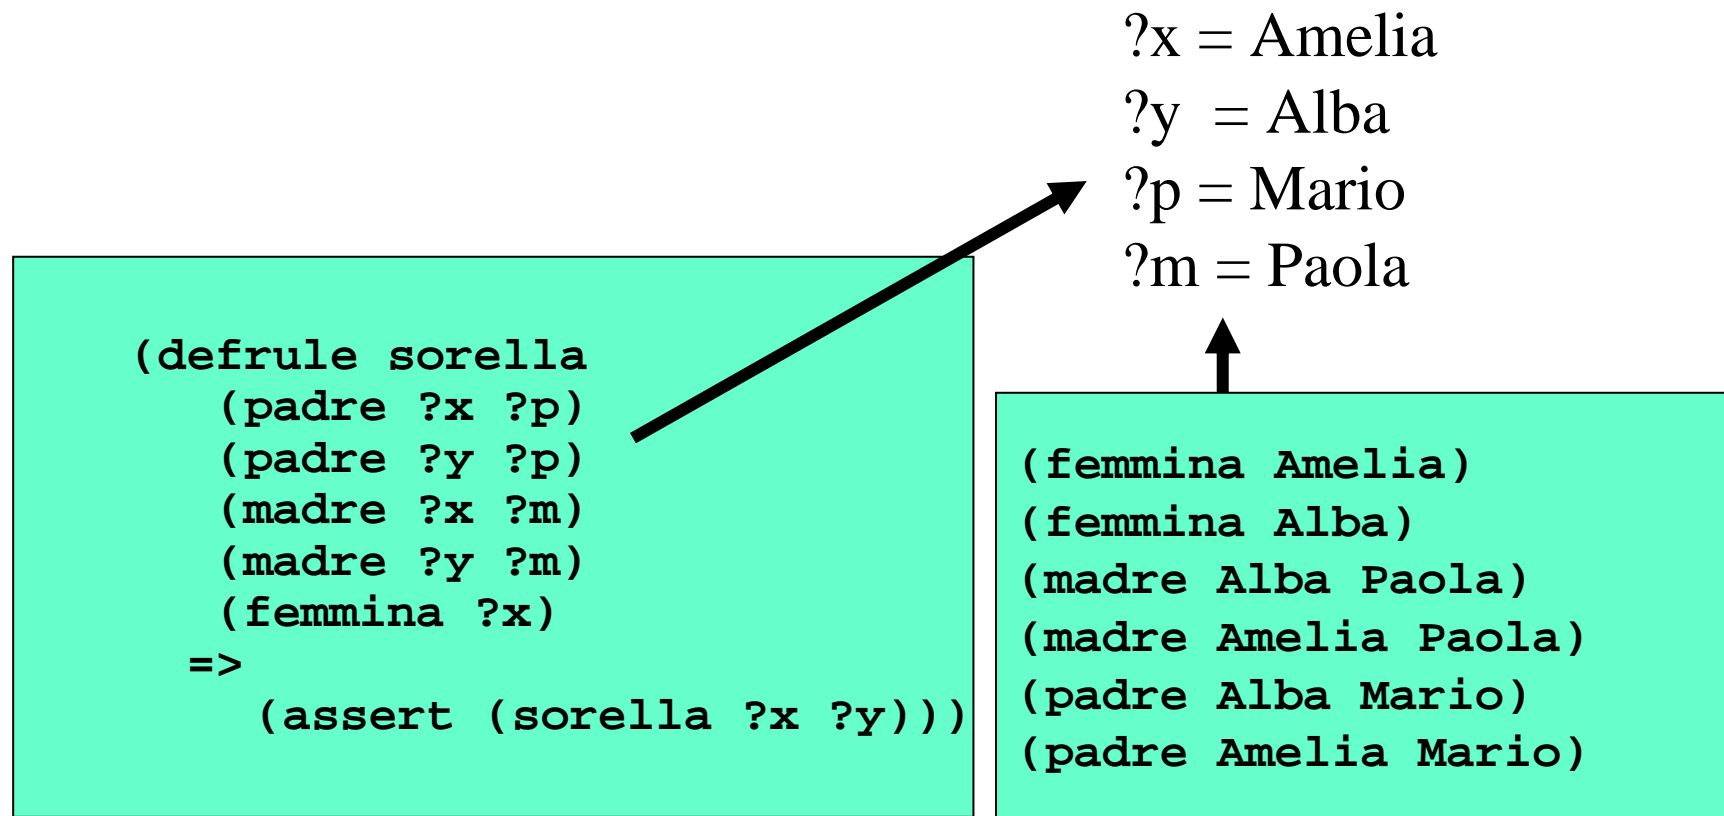 ?x = Amelia
?y = Alba
?p = Mario
?m = Paola
(defrule sorella
(padre ?x ?p)
(padre ?y ?p)
(madre ?x ?m)
(madre ?y ?m)
(femmina ?x)
=>
(assert (sorella ?x ?y)))
(femmina Amelia)
(femmina Alba)
(madre Alba Paola)
(madre Amelia Paola)
(padre Alba Mario)
(padre Amelia Mario)